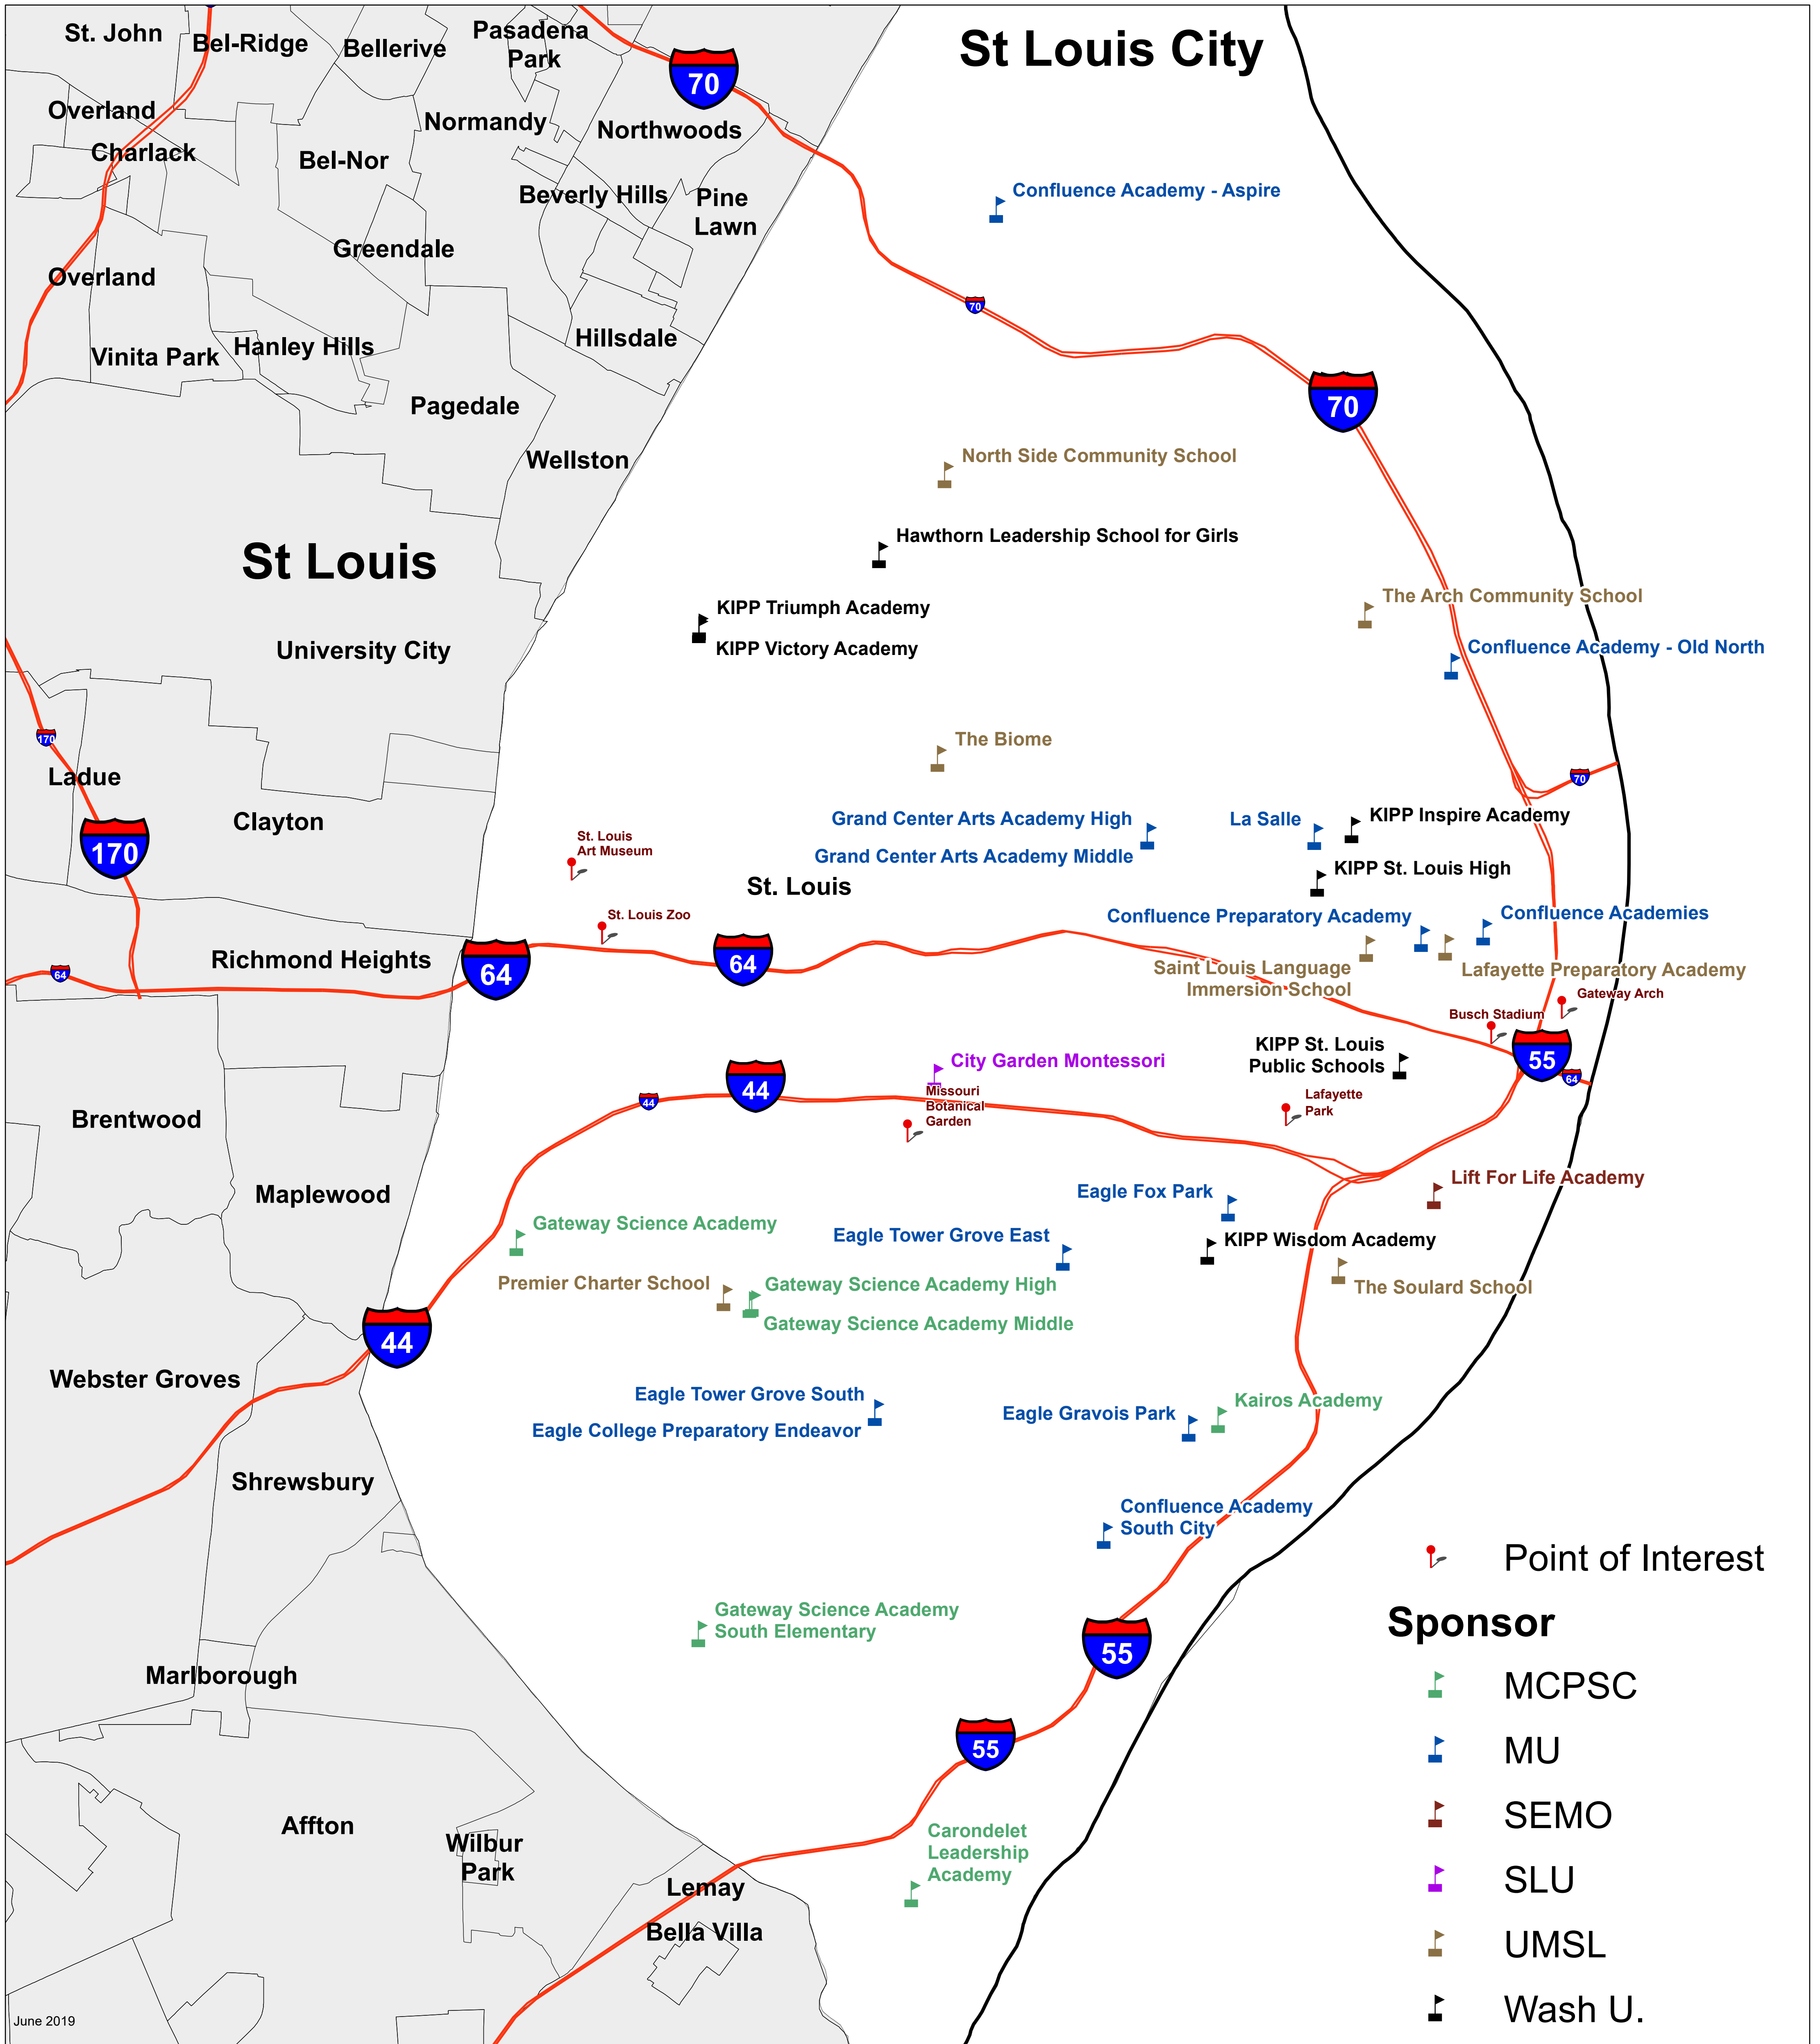 St Louis City
St. John
Bel-Ridge
Bellerive
Pasadena
Park
70
Overland
Charlack
Normandy
Northwoods
Bel-Nor
Beverly Hills
Pine
Lawn
Confluence Academy - Aspire
Greendale
Overland
70
Vinita Park
Hanley Hills
Hillsdale
Pagedale
70
Wellston
North Side Community School
Hawthorn Leadership School for Girls
St Louis
KIPP Triumph Academy
KIPP Victory Academy
The Arch Community School
Confluence Academy - Old North
University City
170
The Biome
70
Ladue
Clayton
170
St. Louis
Art Museum
Grand Center Arts Academy High
Grand Center Arts Academy Middle
La Salle
KIPP Inspire Academy
KIPP St. Louis High
St. Louis
St. Louis Zoo
Confluence Preparatory Academy
Confluence Academies
Richmond Heights
64
64
64
Saint Louis Language
Immersion School
Lafayette Preparatory Academy
Gateway Arch
Busch Stadium
KIPP St. Louis
Public Schools
55
64
City Garden Montessori
44
44
Missouri
Botanical
Garden
Lafayette
Park
Brentwood
Maplewood
Lift For Life Academy
Eagle Fox Park
Gateway Science Academy
Eagle Tower Grove East
KIPP Wisdom Academy
Premier Charter School
Gateway Science Academy High
Gateway Science Academy Middle
The Soulard School
44
Webster Groves
Eagle Tower Grove South
Eagle College Preparatory Endeavor
Eagle Gravois Park
Kairos Academy
Shrewsbury
Confluence Academy
South City
Gateway Science Academy
South Elementary
55
Marlborough
55
Affton
Wilbur
Park
Carondelet
Leadership
Academy
Lemay
Bella Villa
June 2019
Point of Interest
Sponsor
MCPSC
MU
SEMO
SLU
UMSL
Wash U.